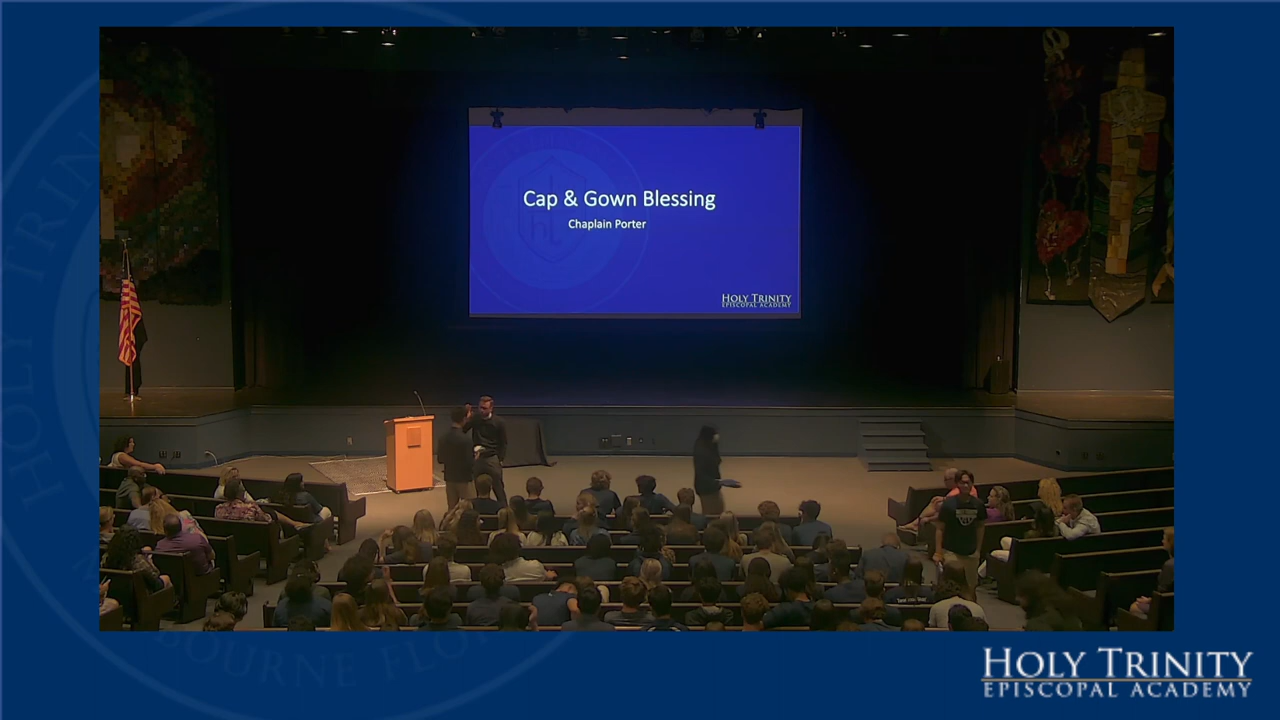 Cap & Gown Blessing
Chaplain Porter
HOLY TRINITY
EPISCOPAL ACADEMY
HOLY TRINITY
EPISCOPAL ACADEMY